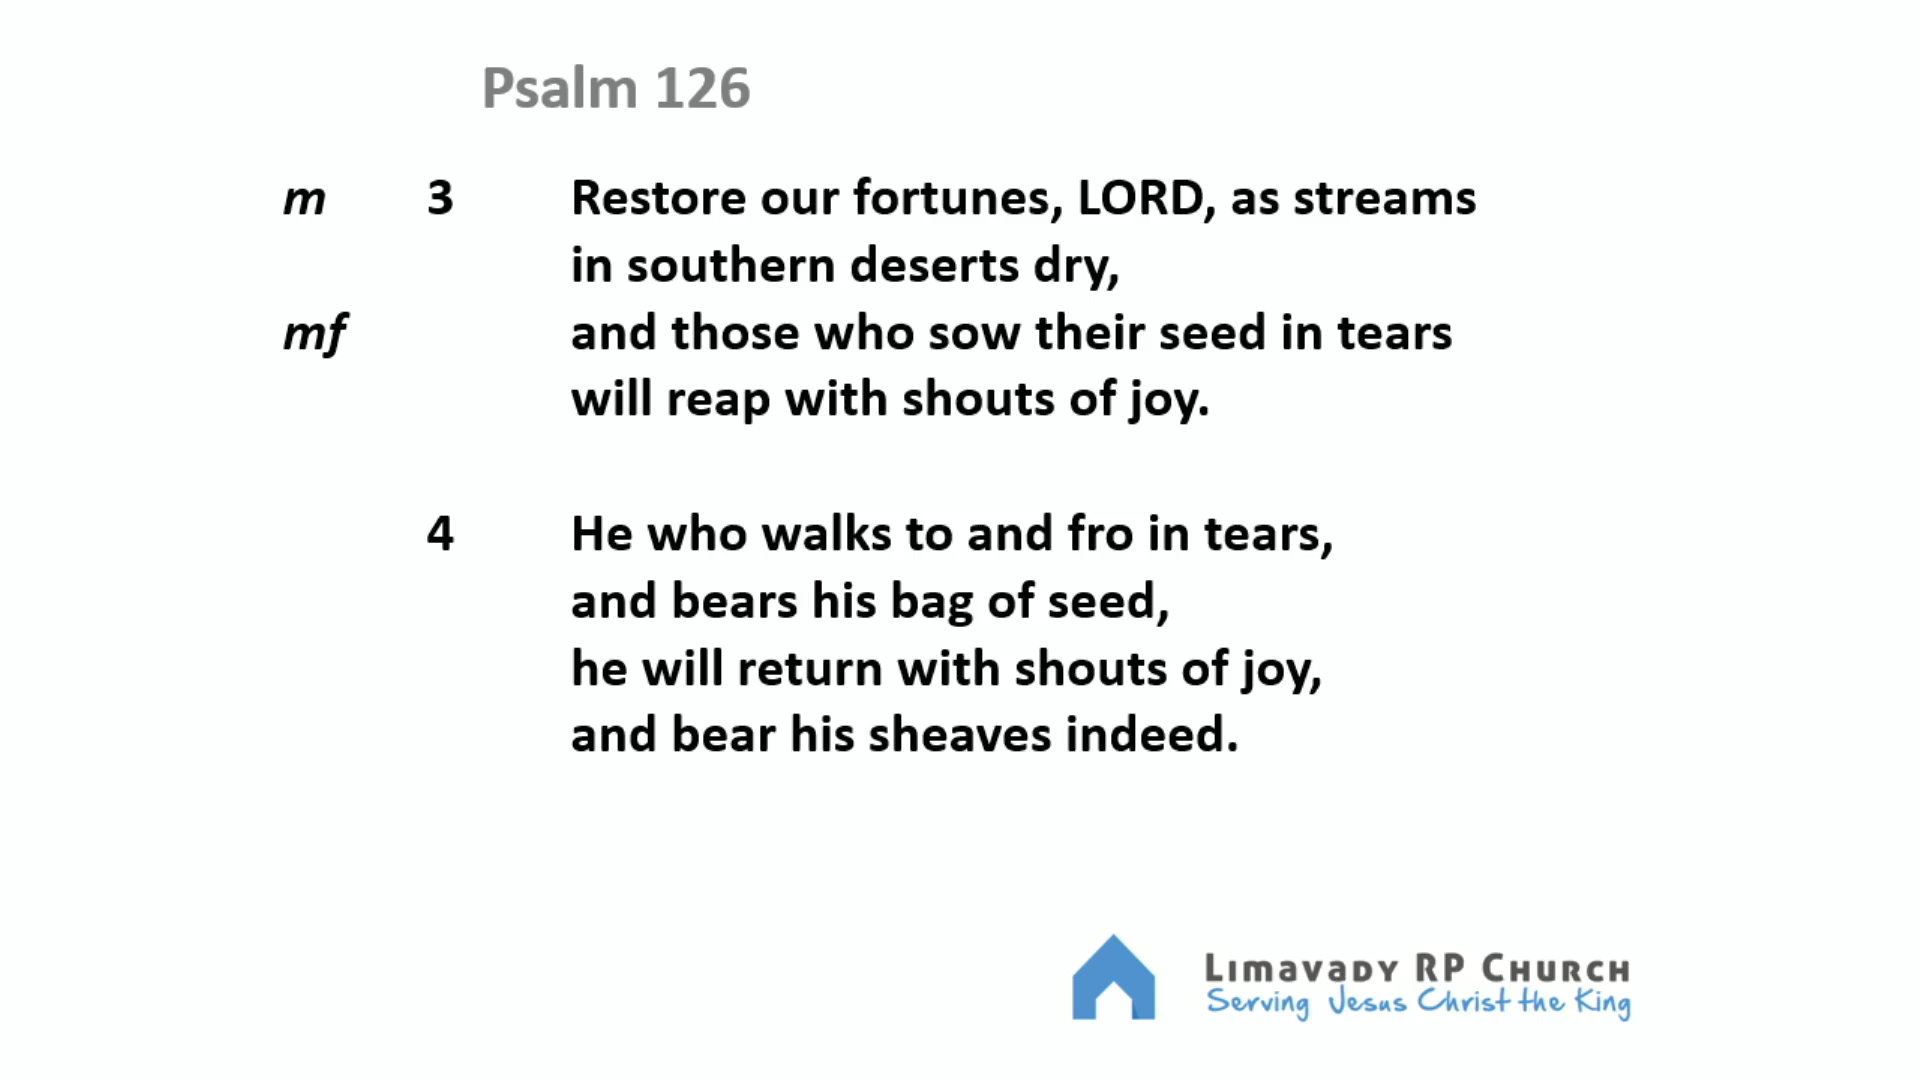 Psalm 126
m 3 Restore our fortunes, LORD, as streams
in southern deserts dry,
mf and those who sow their seed in tears
will reap with shouts of joy.
4 He who walks to and fro in tears,
and bears his bag of seed,
he will return with shouts of joy,
and bear his sheaves indeed.
LIMAVADY RP CHURCH
Serving Jesus Christ the King